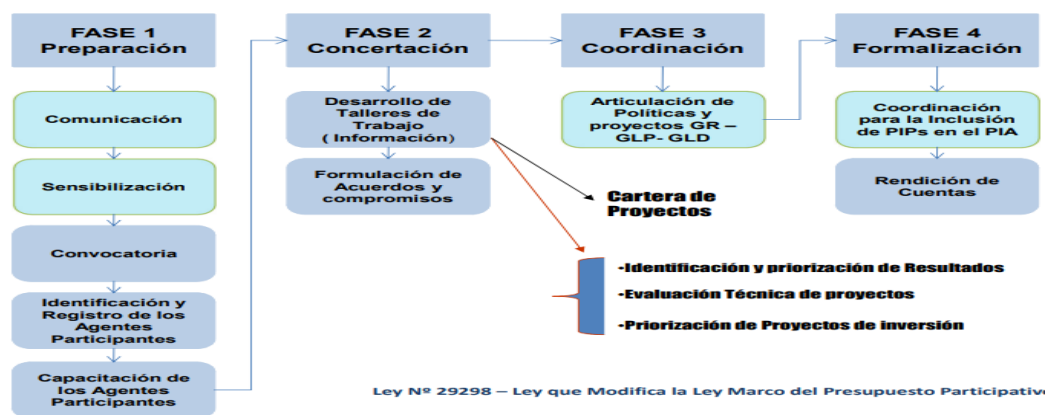 FASE 1
Preparación
Comunicación
Sensibilización
Convocatoria
Identificación y
Registro de los
Agentes
Participantes
Capacitación de
los Agentes
Participantes
FASE 2
Concertación
Desarrollo de
Talleres de
Trabajo
( Información)
Formulación de
Acuerdos y
compromisos
Cartera de
Proyectos
•Identificación y priorización de Resultados
•Evaluación Técnica de proyectos
•Priorización de Proyectos de inversión
FASE 3
Coordinación
Articulación de
Políticas y
proyectos GR –
GLP- GLD
FASE 4
Formalización
Coordinación
para la Inclusión
de PIPs en el PIA
Rendición de
Cuentas
Ley Nº 29298 – Ley que Modifica la Ley Marco del Presupuesto Participativo